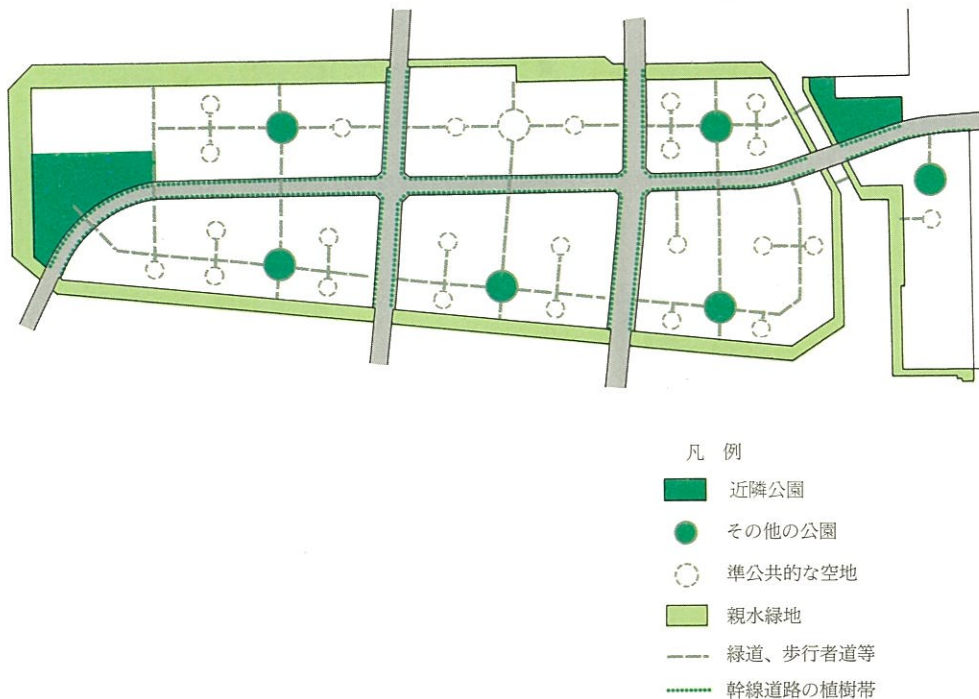 凡 例
近隣公園
その他の公園
準公共的な空地
親水緑地
緑道、歩行者道等
幹線道路の植樹帯